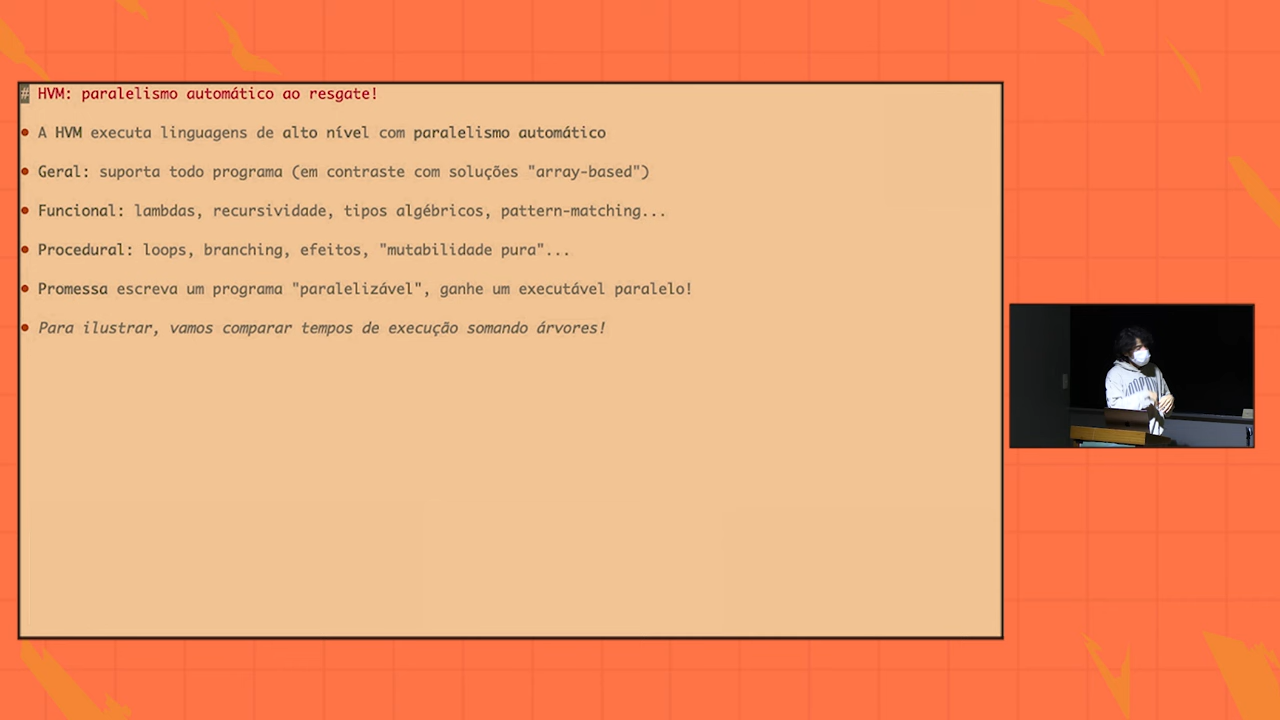 # HVM: paralelismo automático ao resgate!
• A HVM executa linguagens de alto nível com paralelismo automático
• Geral: suporta todo programa (em contraste com soluções "array-based")
• Funcional: lambdas, recursividade, tipos algébricos, pattern-matching...
• Procedural: loops, branching, efeitos, "mutabilidade pura"...
• Promessa escreva um programa "paralelizável", ganhe um executável paralelo!
• Para ilustrar, vamos comparar tempos de execução somando árvores!